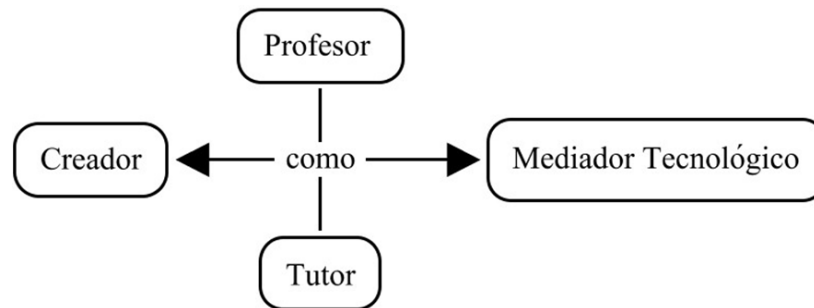 Profesor
Creador
como
Mediador Tecnológico
Tutor